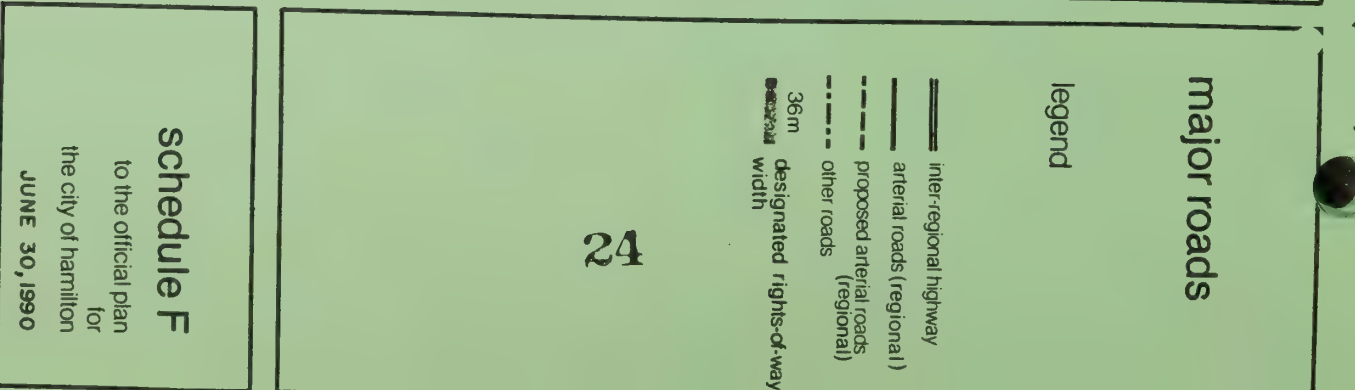 major roads
legend
inter-regional highway
arterial roads (regional)
proposed arterial roads
(regional)
other roads
36m
designated rights-of-way
width
24
schedule F
to the official plan
for
the city of hamilton
JUNE 30, 1990